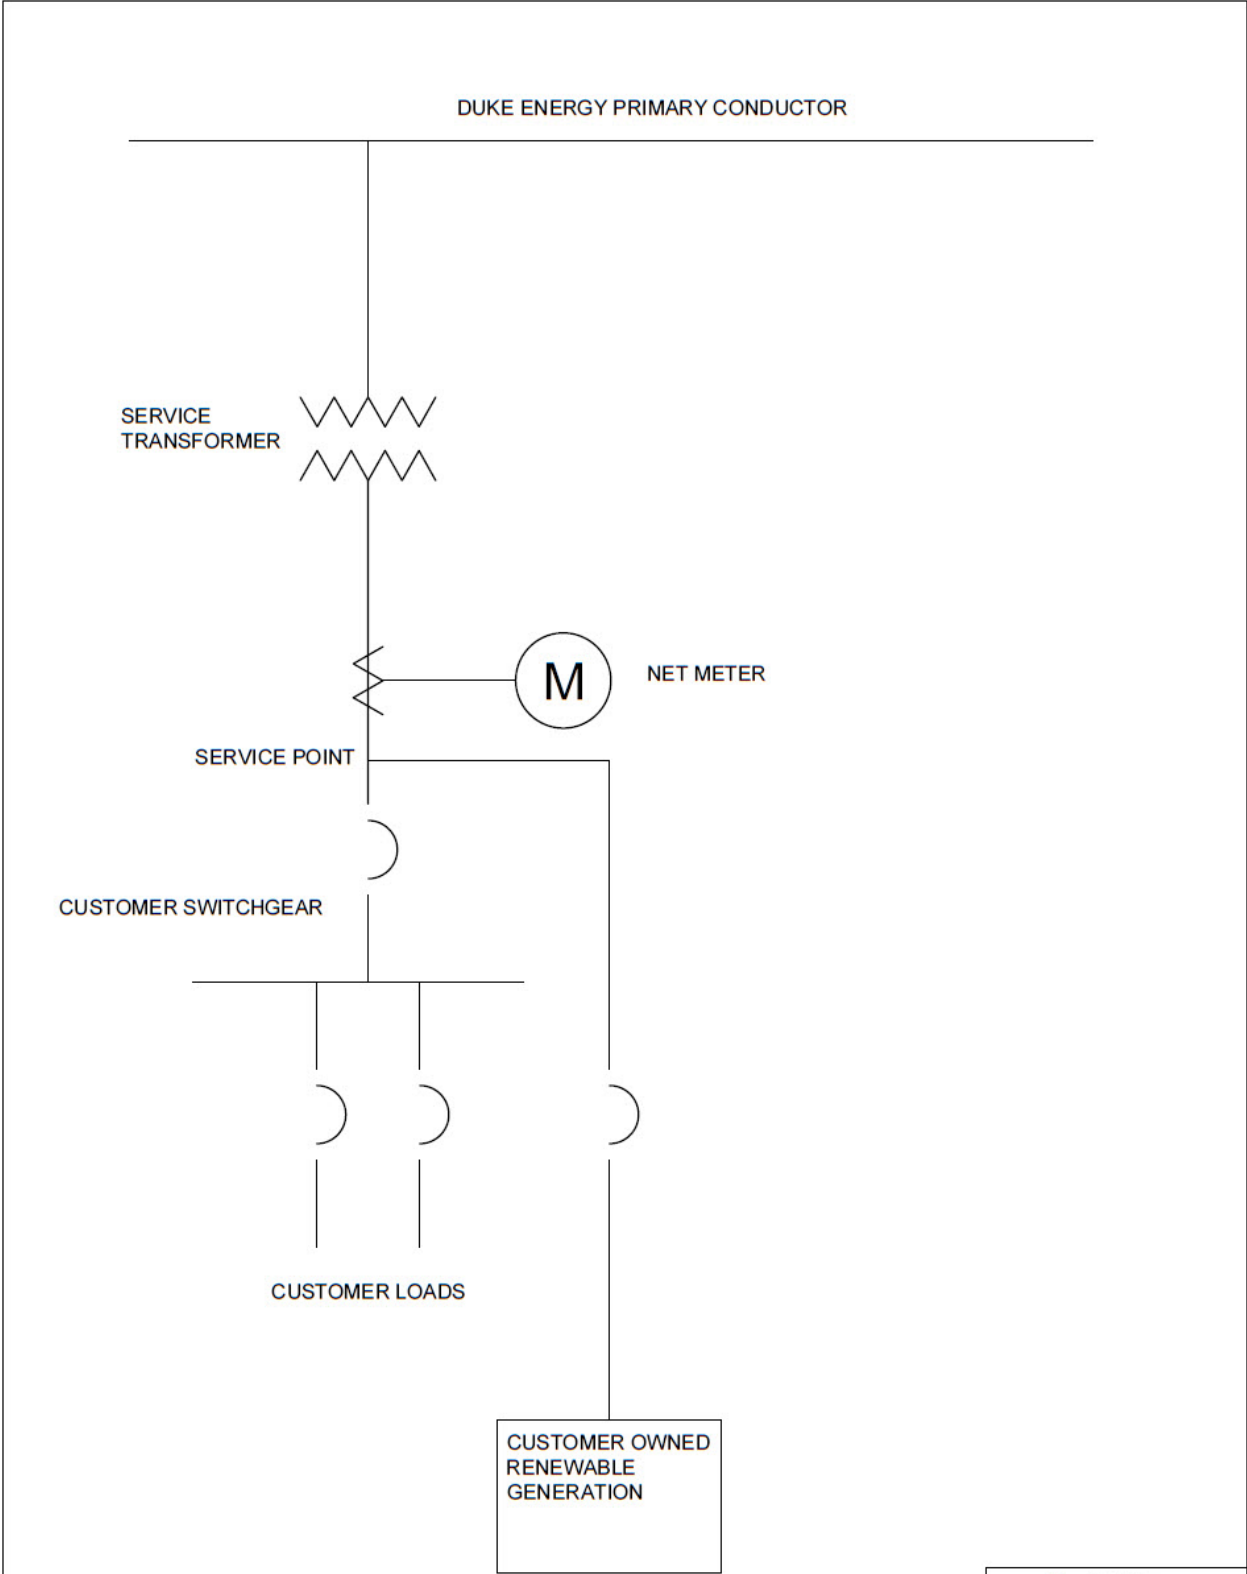 DUKE ENERGY PRIMARY CONDUCTOR
SERVICE
TRANSFORMER
M
NET METER
SERVICE POINT
CUSTOMER SWITCHGEAR
CUSTOMER LOADS
CUSTOMER OWNED
RENEWABLE
GENERATION